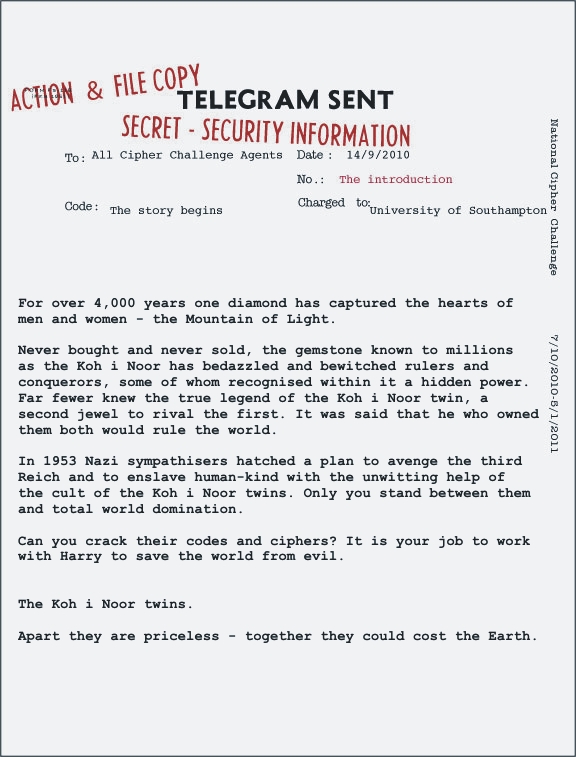 ACTION & FILE COPY
TELEGRAM SENT
SECRET - SECURITY INFORMATION
To: All Cipher Challenge Agents Date: 14/9/2010
No.: The introduction
Code: The story begins Charged to: University of Southampton
National Cipher Challenge 7/10/2010-5/1/2011
For over 4,000 years one diamond has captured the hearts of
men and women - the Mountain of Light.
Never bought and never sold, the gemstone known to millions
as the Koh i Noor has bedazzled and bewitched rulers and
conquerors, some of whom recognised within it a hidden power.
Far fewer knew the true legend of the Koh i Noor twin, a
second jewel to rival the first. It was said that he who owned
them both would rule the world.
In 1953 Nazi sympathisers hatched a plan to avenge the third
Reich and to enslave human-kind with the unwitting help of
the cult of the Koh i Noor twins. Only you stand between them
and total world domination.
Can you crack their codes and ciphers? It is your job to work
with Harry to save the world from evil.
The Koh i Noor twins.
Apart they are priceless - together they could cost the Earth.